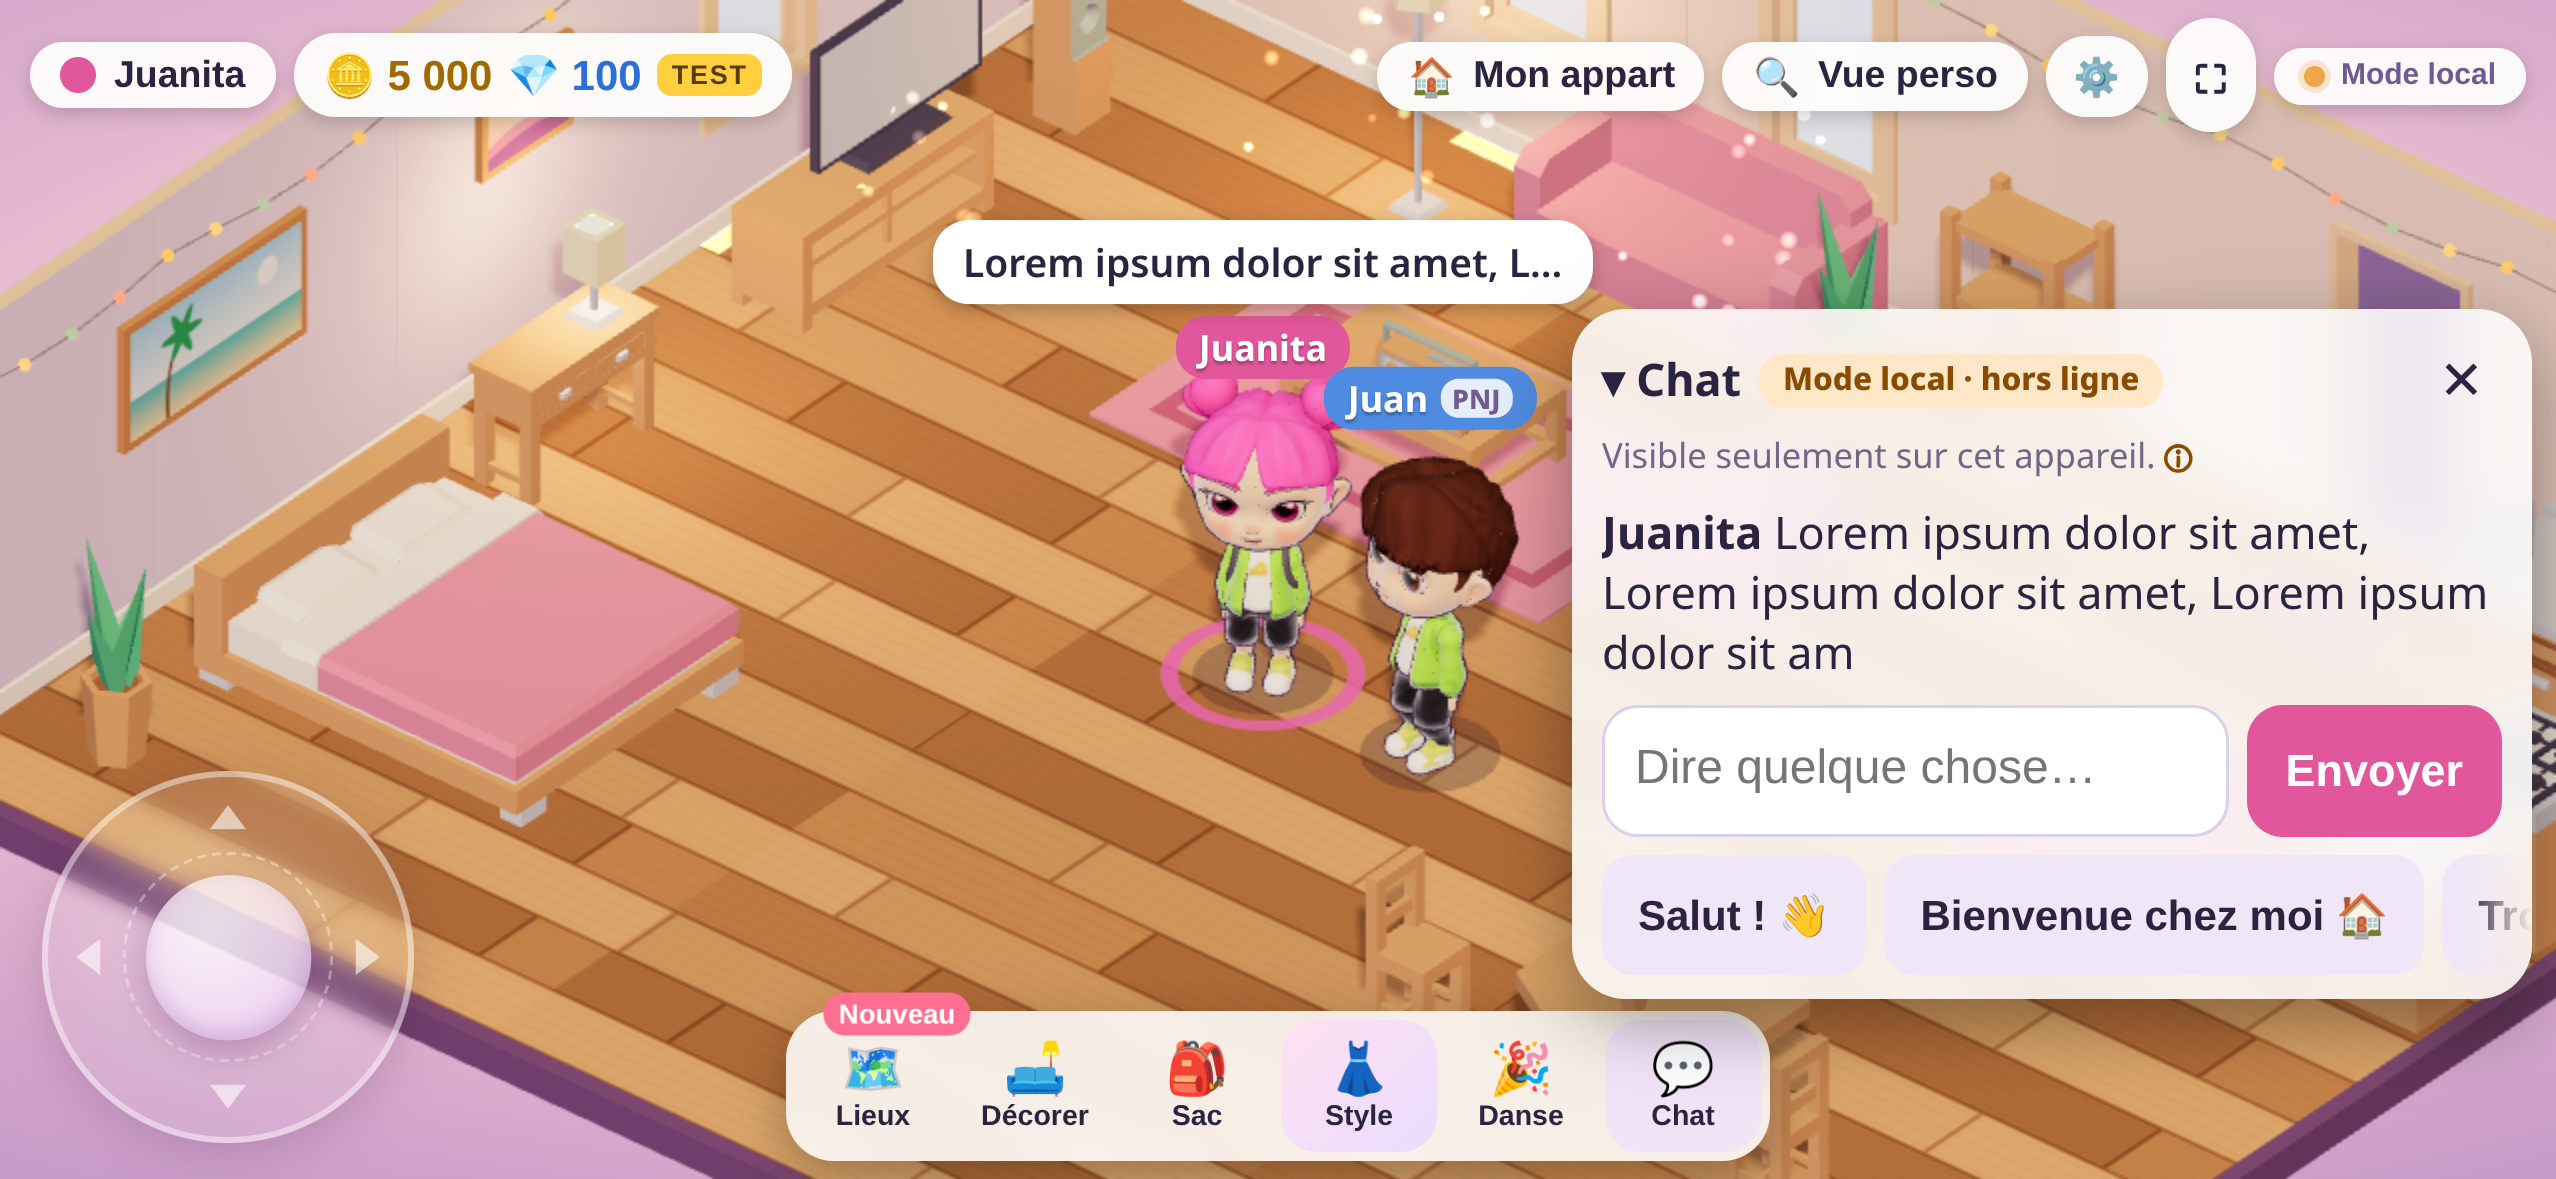 Juanita
5 000 100 TEST
Mon appart
Vue perso
Mode local
Lorem ipsum dolor sit amet, L...
Juanita
Juan PNJ
▼ Chat Mode local · hors ligne
Visible seulement sur cet appareil.
Juanita Lorem ipsum dolor sit amet,
Lorem ipsum dolor sit amet, Lorem ipsum
dolor sit am
Dire quelque chose…
Envoyer
Salut ! 👋
Bienvenue chez moi 🏠
Nouveau
Lieux
Décorer
Sac
Style
Danse
Chat